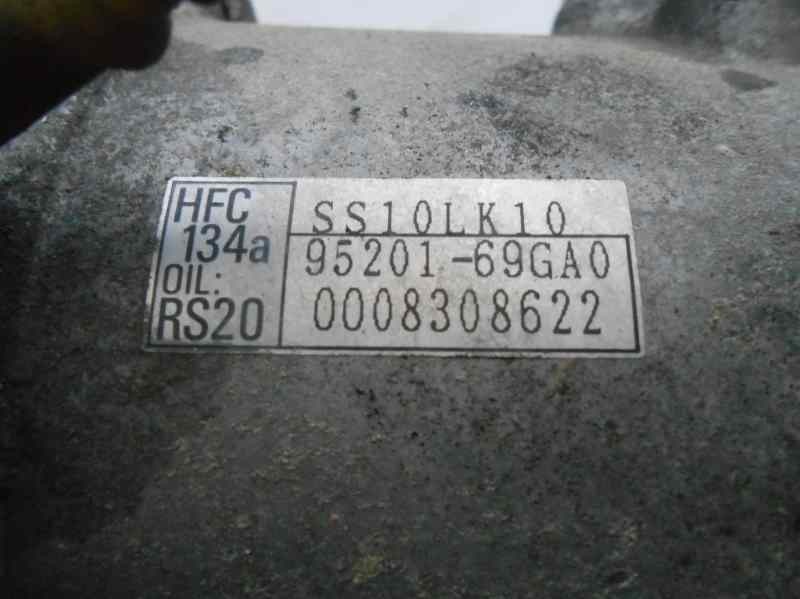 HFC
134a
OIL:
RS20
SS10LK10
95201-69GA0
0008308622